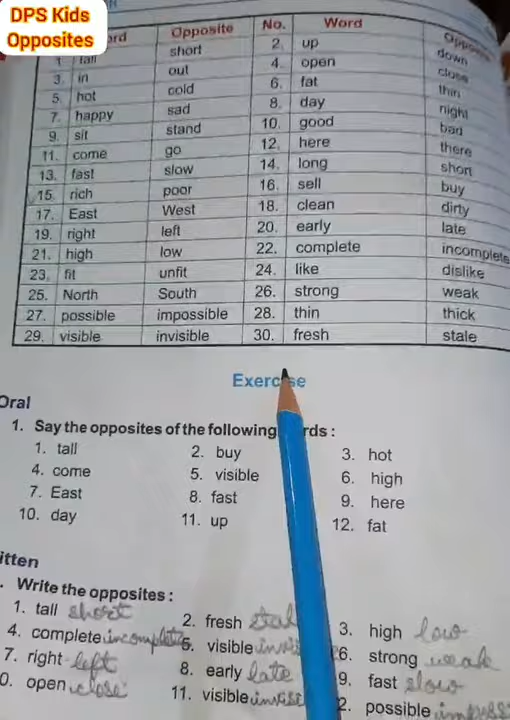 DPS Kids
Opposites
Opposite No. Word
1. tall short 2. up down
3. in out 4. open close
5. hot cold 6. fat thin
7. happy sad 8. day night
9. sit stand 10. good bad
11. come go 12. here there
13. fast slow 14. long short
15. rich poor 16. sell buy
17. East West 18. clean dirty
19. right left 20. early late
21. high low 22. complete incomplete
23. fit unfit 24. like dislike
25. North South 26. strong weak
27. possible impossible 28. thin thick
29. visible invisible 30. fresh stale
Exercise
Oral
1. Say the opposites of the following
1. tall 2. buy 3. hot
4. come 5. visible 6. high
7. East 8. fast 9. here
10. day 11. up 12. fat
Write the opposites :
1. tall short 2. fresh 3. high low
4. complete incomplete 5. visible 6. strong weak
7. right left 8. early late 9. fast slow
open close 11. visible possible